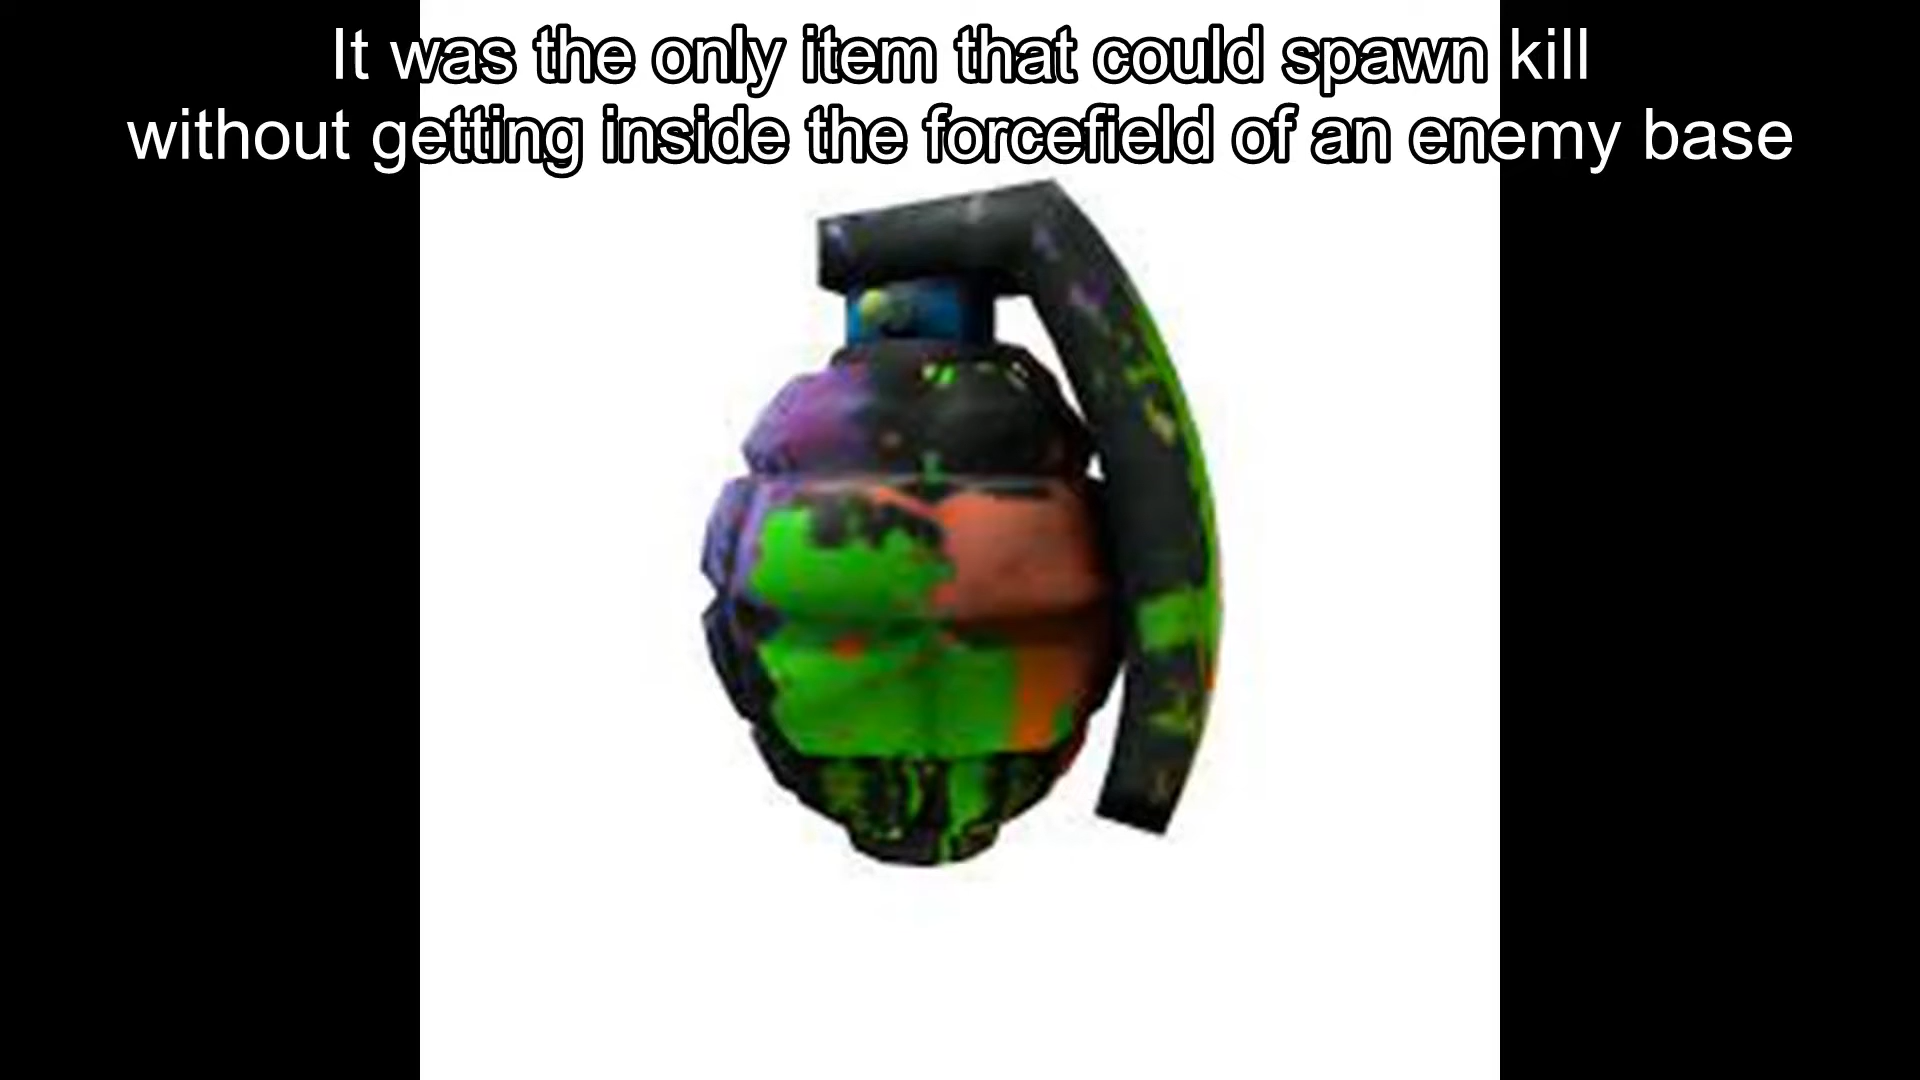 It was the only item that could spawn kill
without getting inside the forcefield of an enemy base